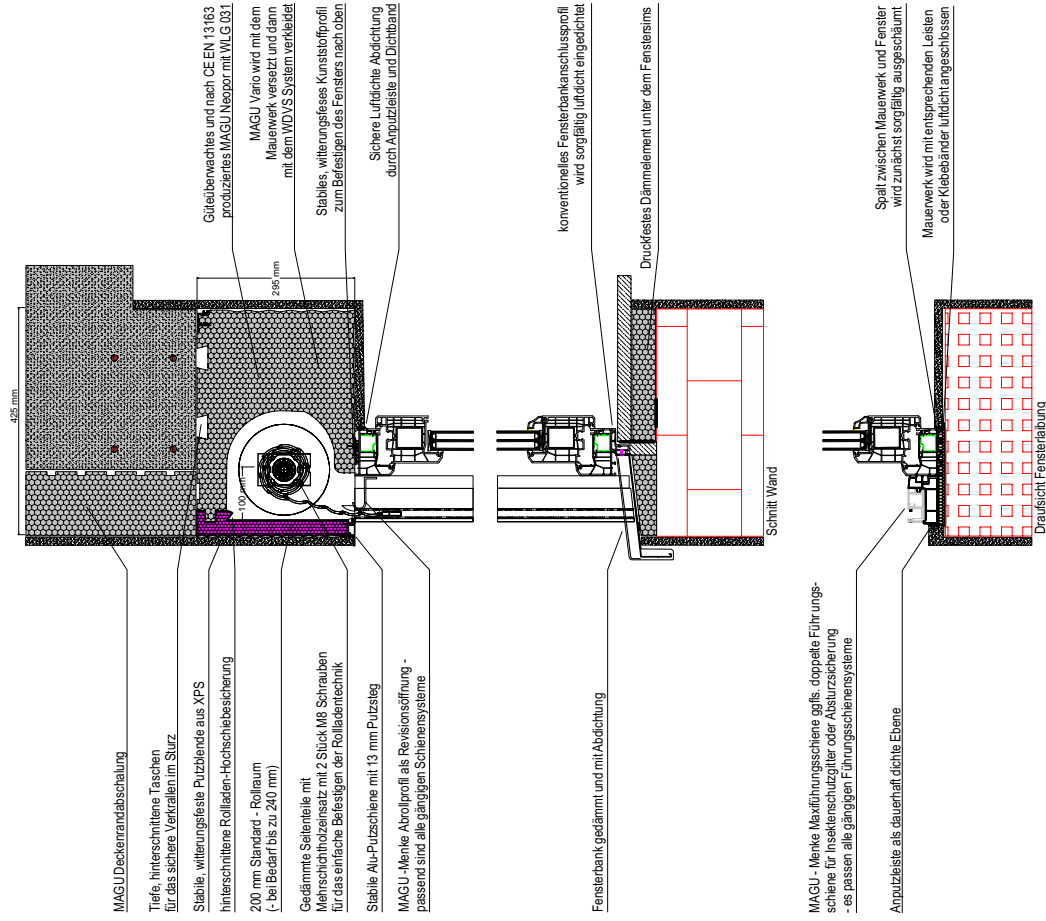 Güteüberwachtes und nach CE EN 13163
produziertes MAGU Neopor mit WLG 031
MAGU Vario wird mit dem
Mauerwerk versetzt und dann
mit dem WDVS System verkleidet
Stabiles, witterungsfeses Kunststoffprofil
zum Befestigen des Fensters nach oben
Sichere Luftdichte Abdichtung
durch Anputzleiste und Dichtband
konventionelles Fensterbankanschlussprofil
wird sorgfältig luftdicht eingedichtet
Druckfestes Dämmelement unter dem Fenstersims
Spalt zwischen Mauerwerk und Fenster
wird zunächst sorgfältig ausgeschäumt
Mauerwerk wird mit entsprechenden Leisten
oder Klebebänder luftdicht angeschlossen
425 mm
295 mm
100 mm
Schnitt Wand
Draufsicht Fensterlaibung
MAGU Deckenrandabschalung
Tiefe, hinterschnittene Taschen
für das sichere Verkrallen im Sturz
Stabile, witterungsfeste Putzblende aus XPS
hinterschnittene Rollladen-Hochschiebesicherung
200 mm Standard - Rollraum
(- bei Bedarf bis zu 240 mm)
Gedämmte Seitenteile mit
Mehrschichtholzeinsatz mit 2 Stück M8 Schrauben
für das einfache Befestigen der Rollladentechnik
Stabile Alu-Putzschiene mit 13 mm Putzsteg
MAGU -Menke Abrollprofil als Revisionsöffnung -
passend sind alle gängigen Schienensysteme
Fensterbank gedämmt und mit Abdichtung
MAGU - Menke Maxiführungsschiene ggfls. doppelte Führungs-
schiene für Insektenschutzgitter oder Absturzsicherung
- es passen alle gängigen Führungsschienensysteme
Anputzleiste als dauerhaft dichte Ebene